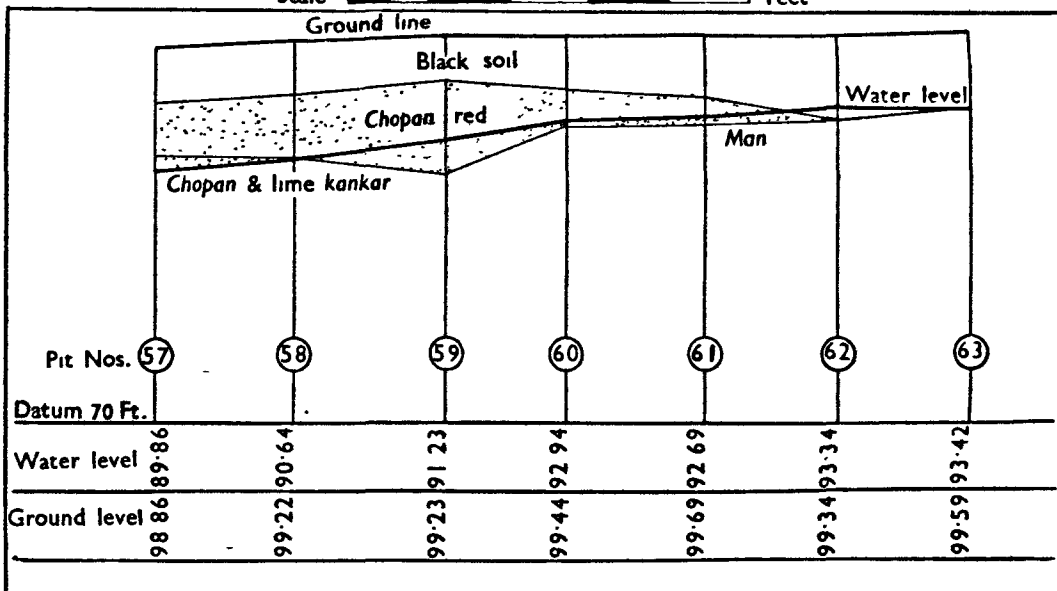 Scale Feet
Ground line
Black soil
Water level
Chopan red
Man
Chopan & lime kankar
Pit Nos. 57 58 59 60 61 62 63
Datum 70 Ft.
Water level 89·86 90·64 91 23 92 94 92 69 93·34 93·42
Ground level 98 86 99·22 99·23 99·44 99·69 99·34 99·59